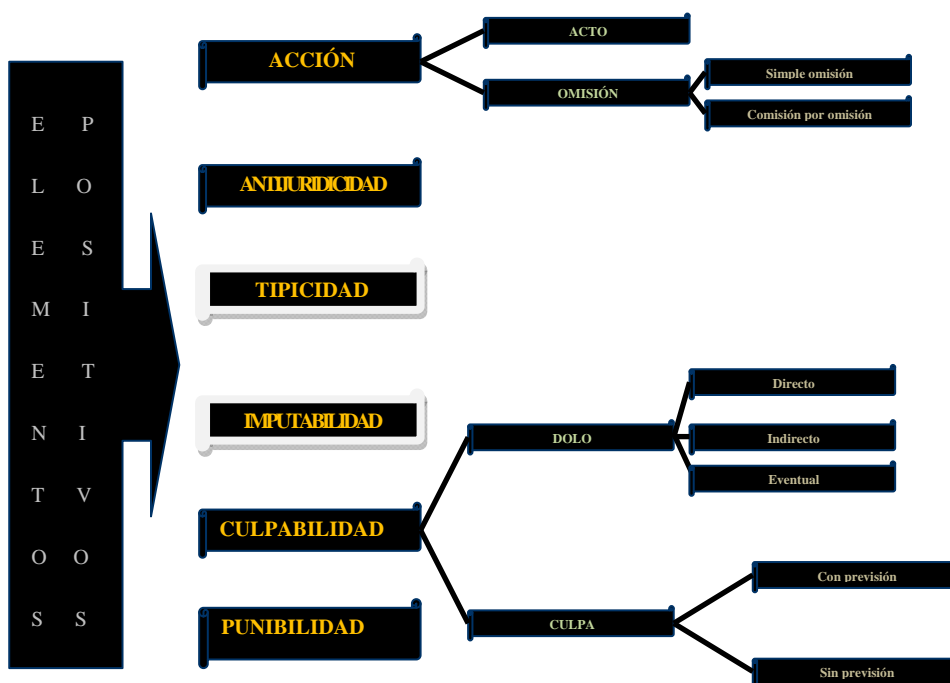 ELEMENTOS
POSITIVOS
ACCIÓN
ACTO
OMISIÓN
Simple omisión
Comisión por omisión
ANTIJURIDICIDAD
TIPICIDAD
IMPUTABILIDAD
CULPABILIDAD
DOLO
Directo
Indirecto
Eventual
CULPA
Con previsión
Sin previsión
PUNIBILIDAD